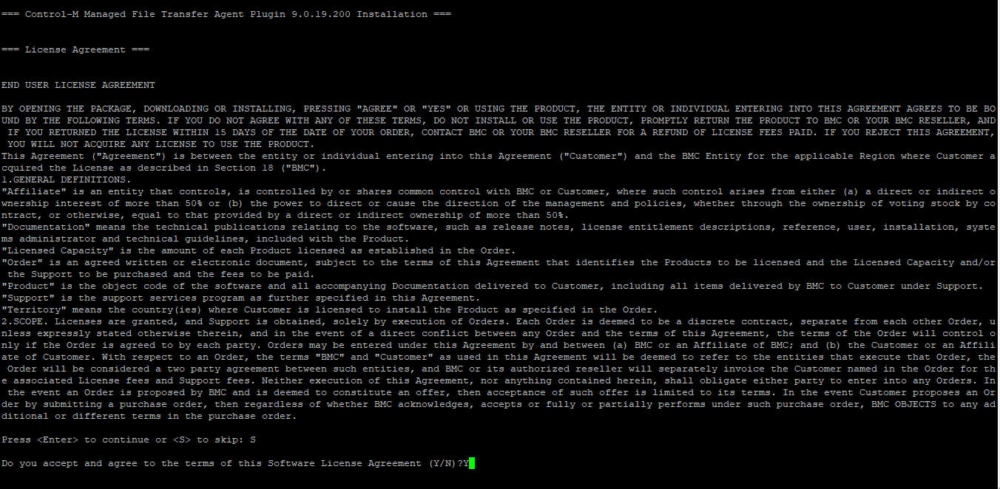 === Control-M Managed File Transfer Agent Plugin 9.0.19.200 Installation ===
=== License Agreement ===
END USER LICENSE AGREEMENT
BY OPENING THE PACKAGE, DOWNLOADING OR INSTALLING, PRESSING "AGREE" OR "YES" OR USING THE PRODUCT, THE ENTITY OR INDIVIDUAL ENTERING INTO THIS AGREEMENT AGREES TO BE BO
UND BY THE FOLLOWING TERMS. IF YOU DO NOT AGREE WITH ANY OF THESE TERMS, DO NOT INSTALL OR USE THE PRODUCT, PROMPTLY RETURN THE PRODUCT TO BMC OR YOUR BMC RESELLER, AND
 IF YOU RETURNED THE LICENSE WITHIN 15 DAYS OF THE DATE OF YOUR ORDER, CONTACT BMC OR YOUR BMC RESELLER FOR A REFUND OF LICENSE FEES PAID. IF YOU REJECT THIS AGREEMENT,
 YOU WILL NOT ACQUIRE ANY LICENSE TO USE THE PRODUCT.
This Agreement ("Agreement") is between the entity or individual entering into this Agreement ("Customer") and the BMC Entity for the applicable Region where Customer a
cquired the License as described in Section 18 ("BMC").
1.GENERAL DEFINITIONS.
"Affiliate" is an entity that controls, is controlled by or shares common control with BMC or Customer, where such control arises from either (a) a direct or indirect o
wnership interest of more than 50% or (b) the power to direct or cause the direction of the management and policies, whether through the ownership of voting stock by co
ntract, or otherwise, equal to that provided by a direct or indirect ownership of more than 50%.
"Documentation" means the technical publications relating to the software, such as release notes, license entitlement descriptions, reference, user, installation, syste
ms administrator and technical guidelines, included with the Product.
"Licensed Capacity" is the amount of each Product licensed as established in the Order.
"Order" is an agreed written or electronic document, subject to the terms of this Agreement that identifies the Products to be licensed and the Licensed Capacity and/or
 the Support to be purchased and the fees to be paid.
"Product" is the object code of the software and all accompanying Documentation delivered to Customer, including all items delivered by BMC to Customer under Support.
"Support" is the support services program as further specified in this Agreement.
"Territory" means the country(ies) where Customer is licensed to install the Product as specified in the Order.
2.SCOPE. Licenses are granted, and Support is obtained, solely by execution of Orders. Each Order is deemed to be a discrete contract, separate from each other Order, u
nless expressly stated otherwise therein, and in the event of a direct conflict between any Order and the terms of this Agreement, the terms of the Order will control o
nly if the Order is agreed to by each party. Orders may be entered under this Agreement by and between (a) BMC or an Affiliate of BMC; and (b) the Customer or an Affili
ate of Customer. With respect to an Order, the terms "BMC" and "Customer" as used in this Agreement will be deemed to refer to the entities that execute that Order, the
 Order will be considered a two party agreement between such entities, and BMC or its authorized reseller will separately invoice the Customer named in the Order for th
e associated License fees and Support fees. Neither execution of this Agreement, nor anything contained herein, shall obligate either party to enter into any Orders. In
 the event an Order is proposed by BMC and is deemed to constitute an offer, then acceptance of such offer is limited to its terms. In the event Customer proposes an Or
der by submitting a purchase order, then regardless of whether BMC acknowledges, accepts or fully or partially performs under such purchase order, BMC OBJECTS to any ad
ditional or different terms in the purchase order.
Press <Enter> to continue or <S> to skip: S
Do you accept and agree to the terms of this Software License Agreement (Y/N)?Y